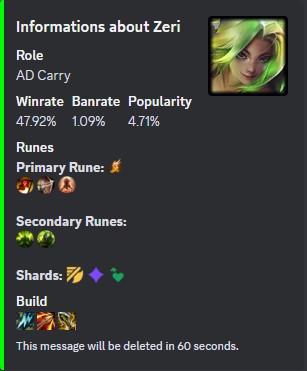 Informations about Zeri
Role
AD Carry
Winrate Banrate Popularity
47.92% 1.09% 4.71%
Runes
Primary Rune:
Secondary Runes:
Shards:
Build
This message will be deleted in 60 seconds.